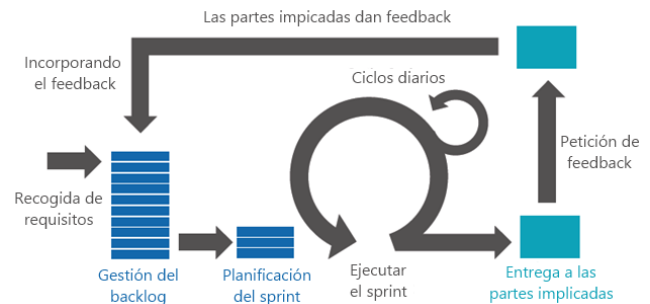 Las partes impicadas dan feedback
Incorporando
el feedback
Ciclos diarios
Petición de
feedback
Recogida de
requisitos
Gestión del
backlog
Planificación
del sprint
Ejecutar
el sprint
Entrega a las
partes implicadas